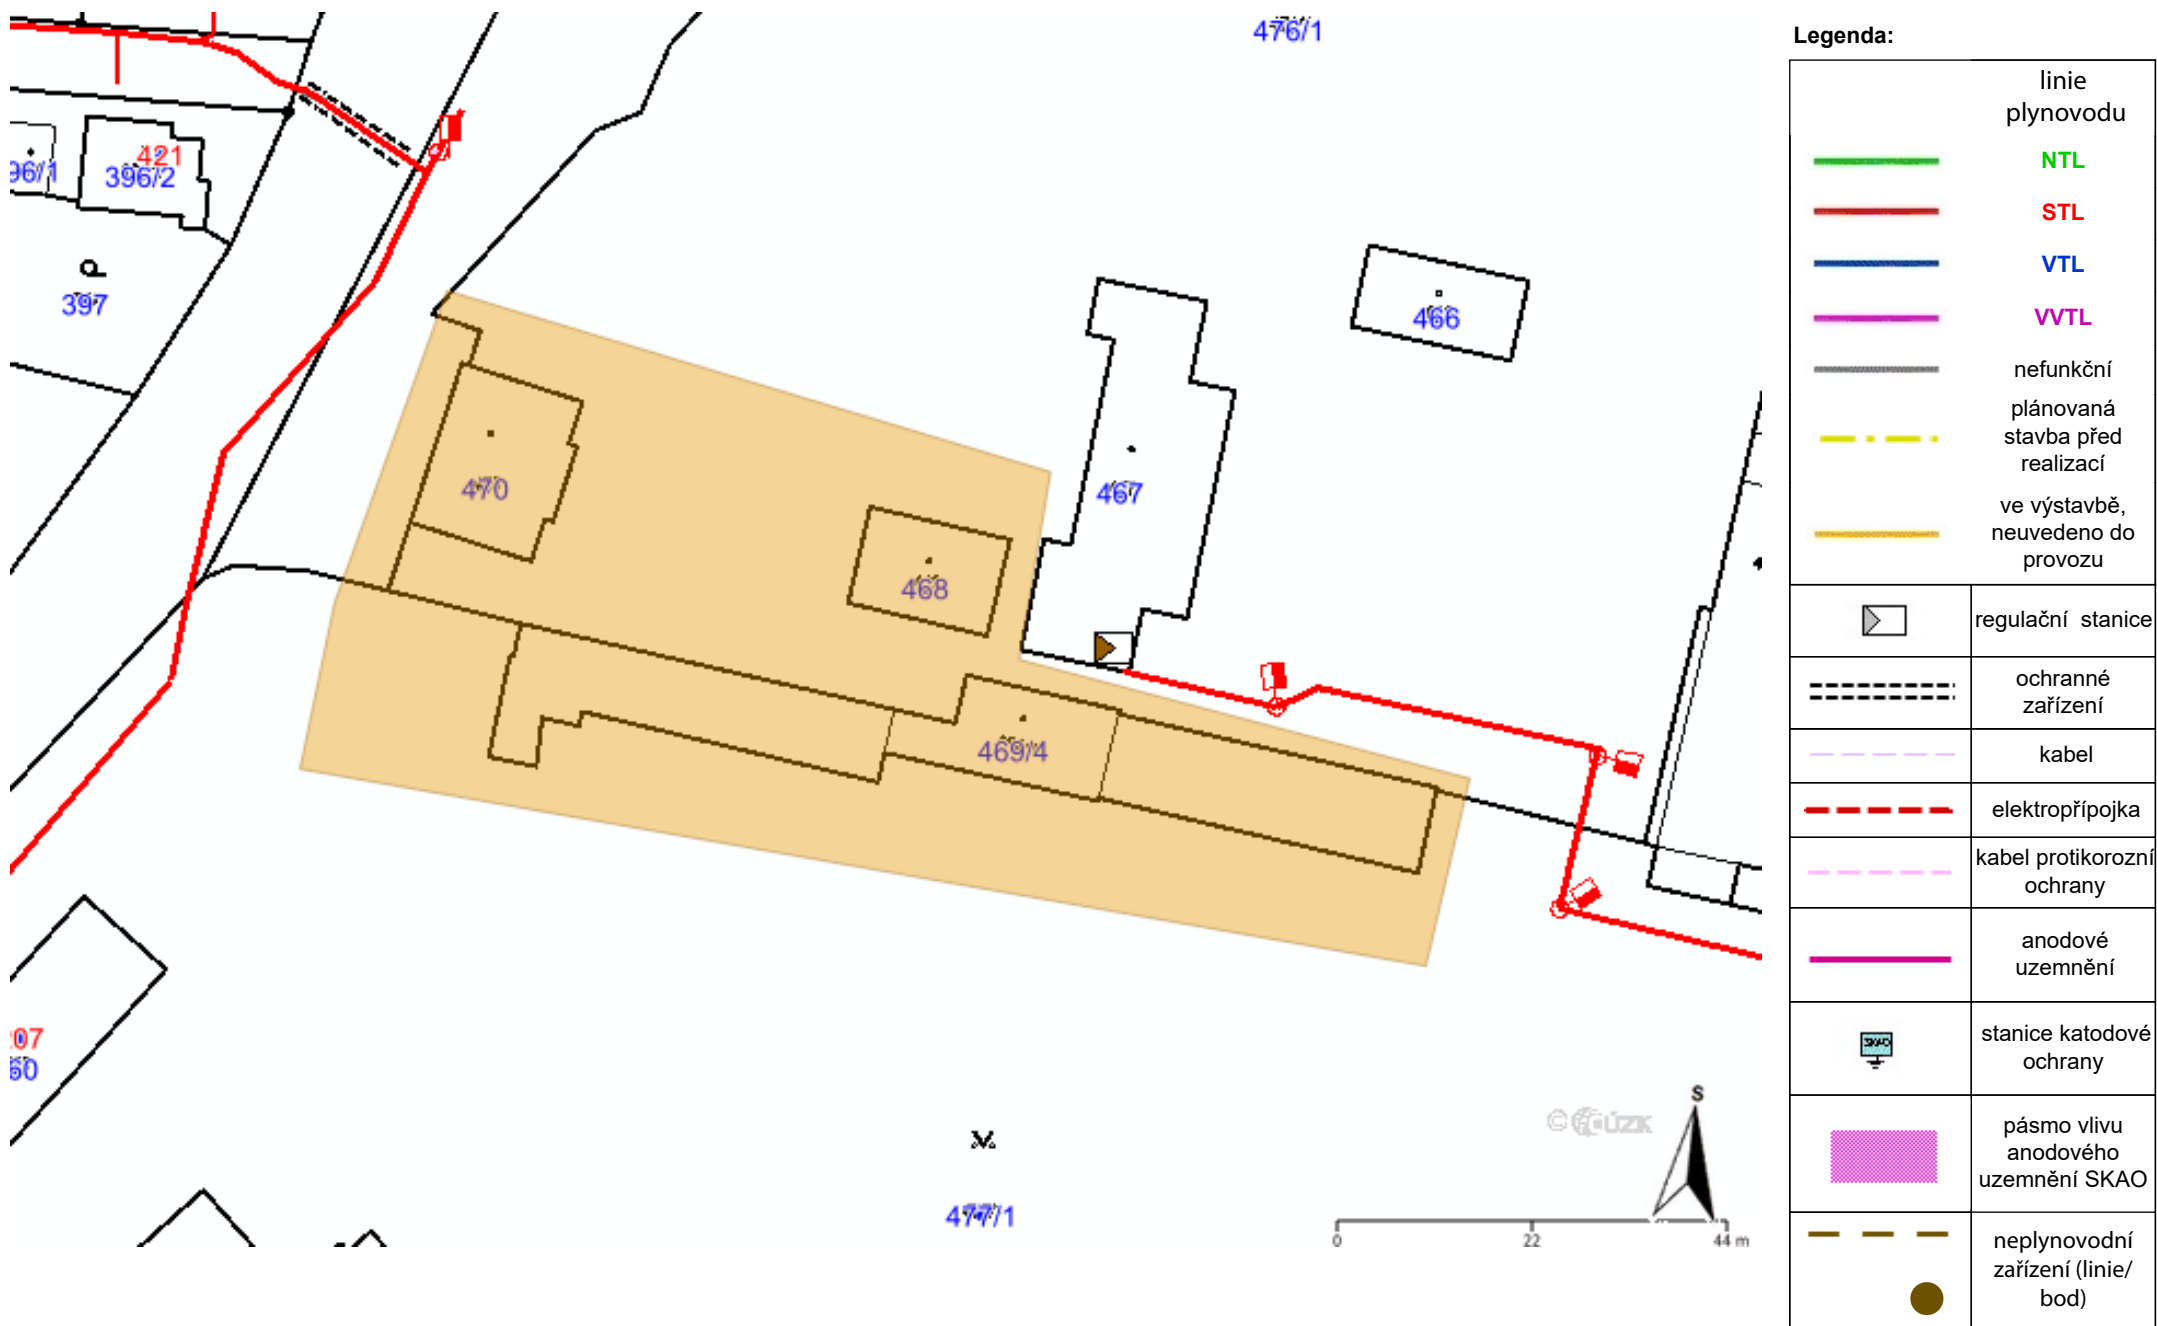 476/1
421
96/1
396/2
397
466
470
467
468
469/4
07
60
477/1
S
0 22 44 m
Legenda:
linie
plynovodu
NTL
STL
VTL
VVTL
nefunkční
plánovaná
stavba před
realizací
ve výstavbě,
neuvedeno do
provozu
regulační stanice
ochranné
zařízení
kabel
elektropřípojka
kabel protikorozní
ochrany
anodové
uzemnění
SKAO
stanice katodové
ochrany
pásmo vlivu
anodového
uzemnění SKAO
neplynovodní
zařízení (linie/
bod)